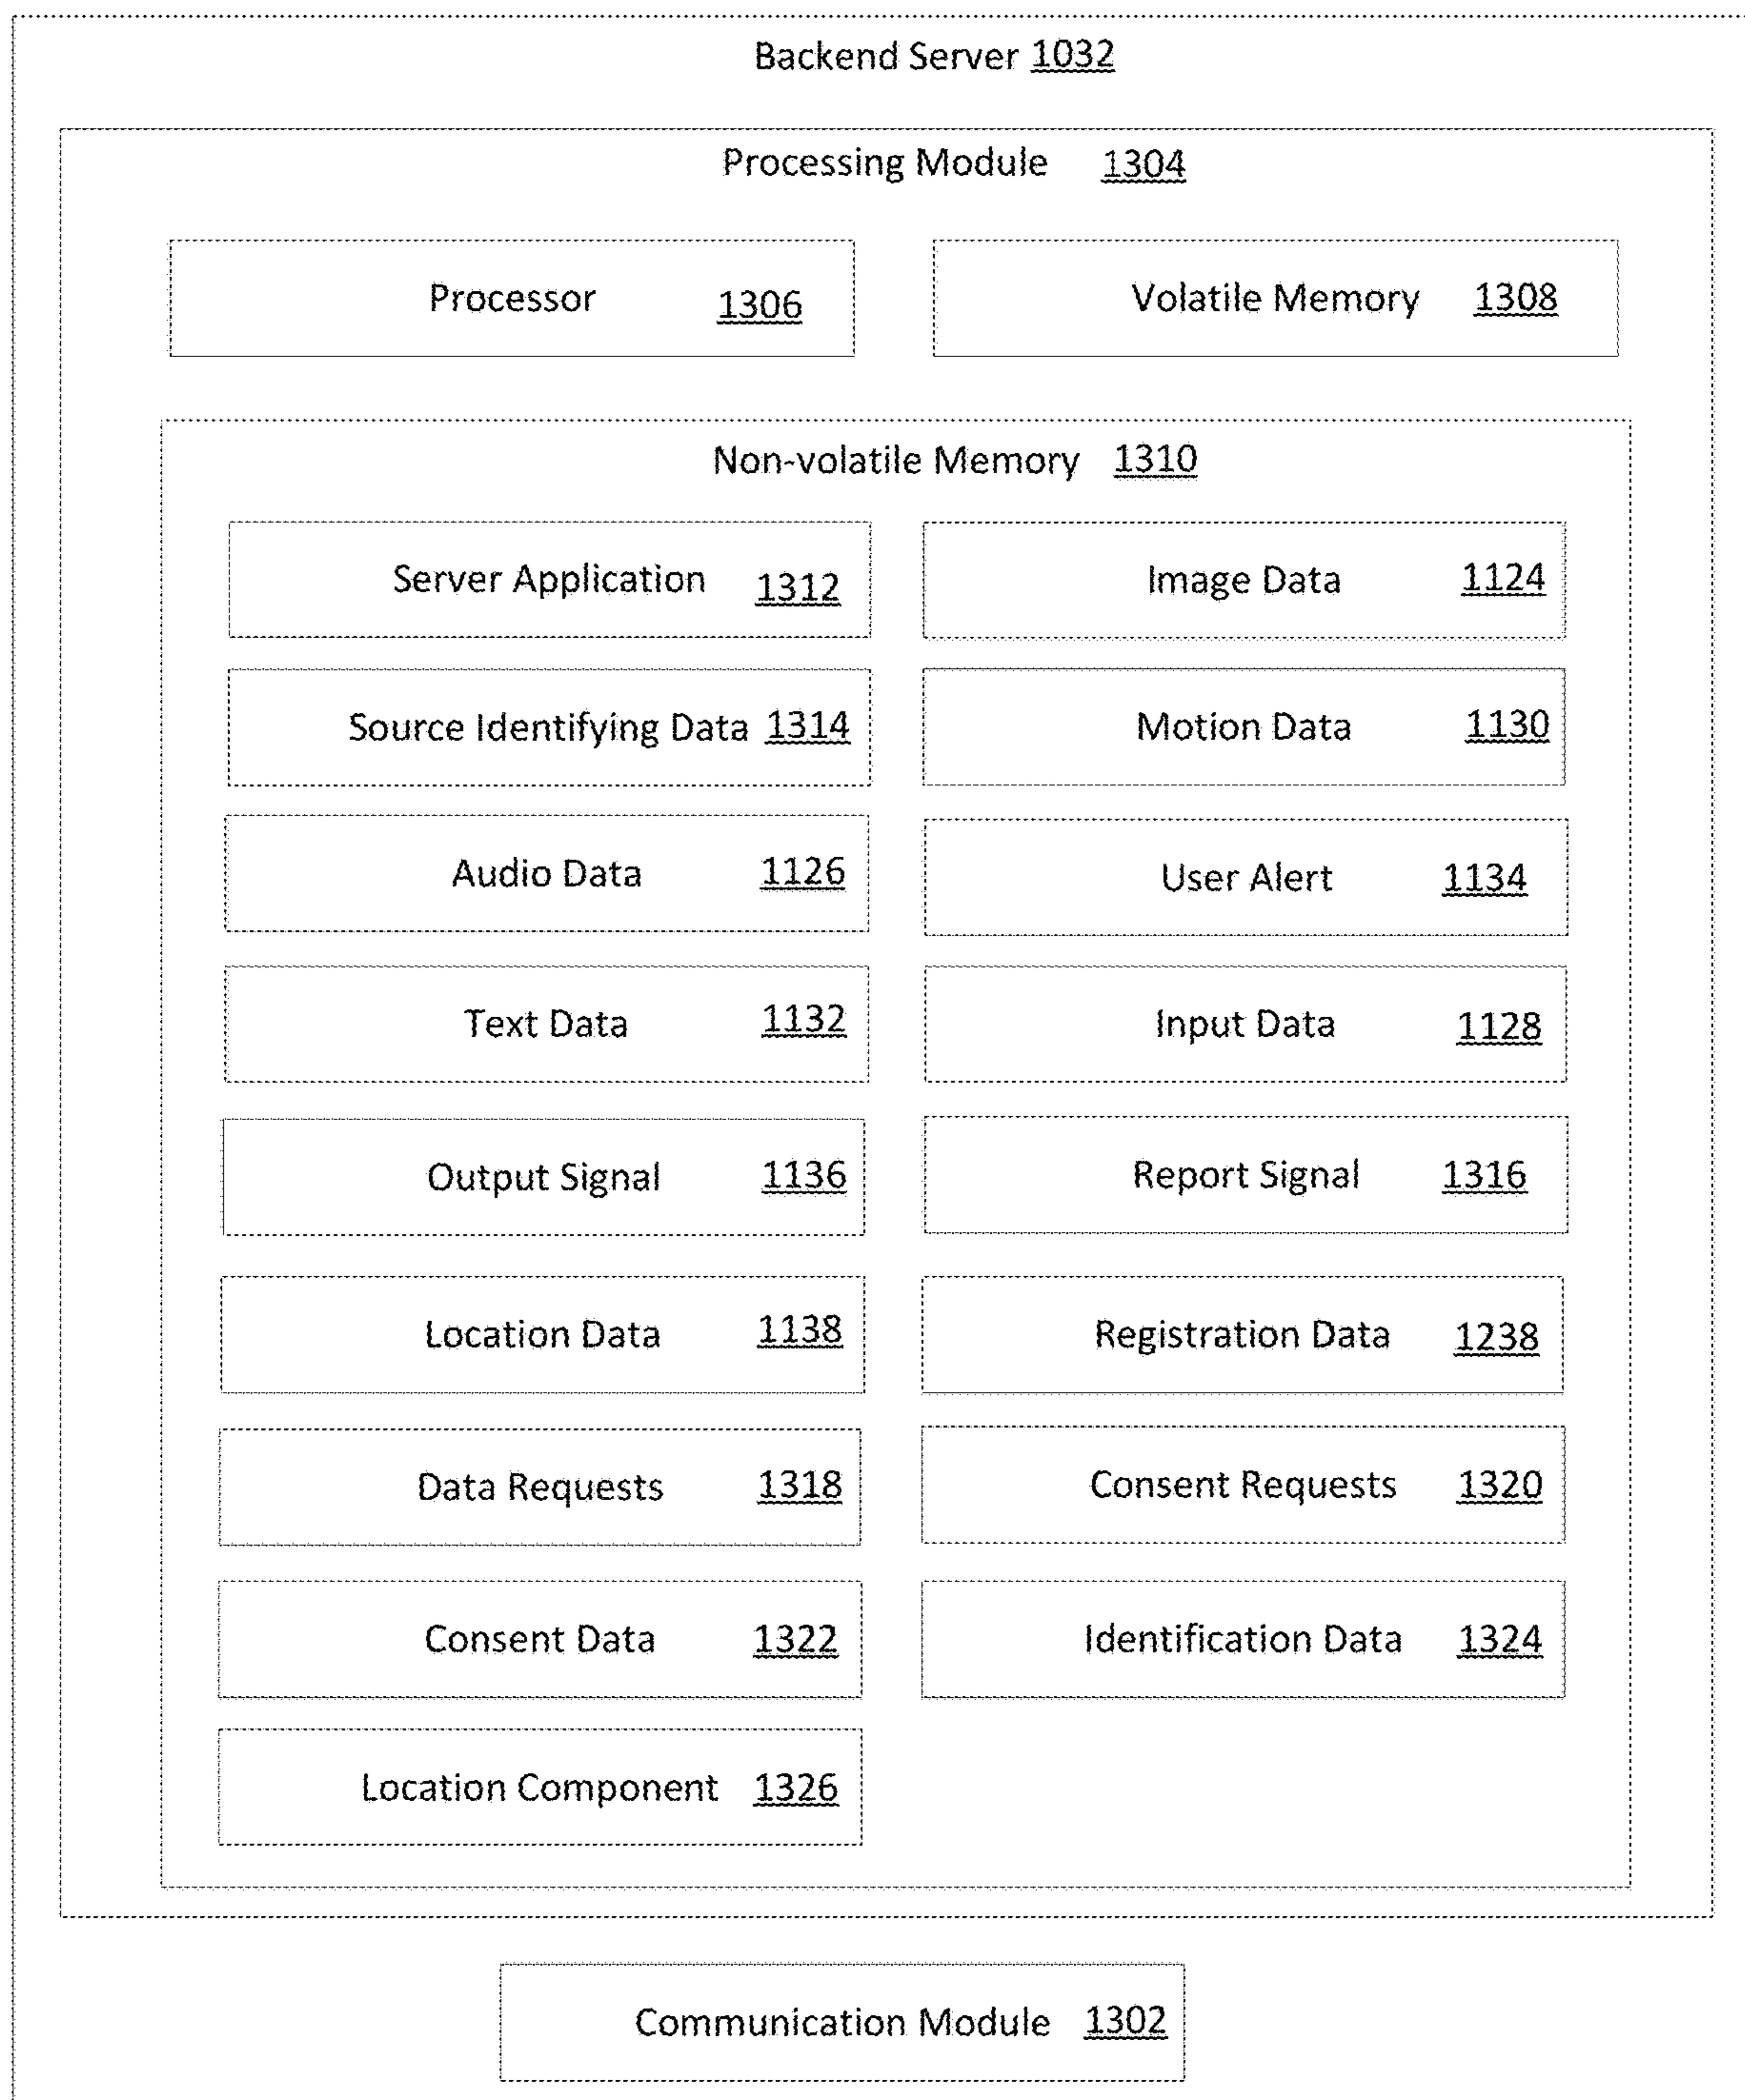 Backend Server 1032
Processing Module 1304
Processor 1306
Volatile Memory 1308
Non-volatile Memory 1310
Server Application 1312
Image Data 1124
Source Identifying Data 1314
Motion Data 1130
Audio Data 1126
User Alert 1134
Text Data 1132
Input Data 1128
Output Signal 1136
Report Signal 1316
Location Data 1138
Registration Data 1238
Data Requests 1318
Consent Requests 1320
Consent Data 1322
Identification Data 1324
Location Component 1326
Communication Module 1302